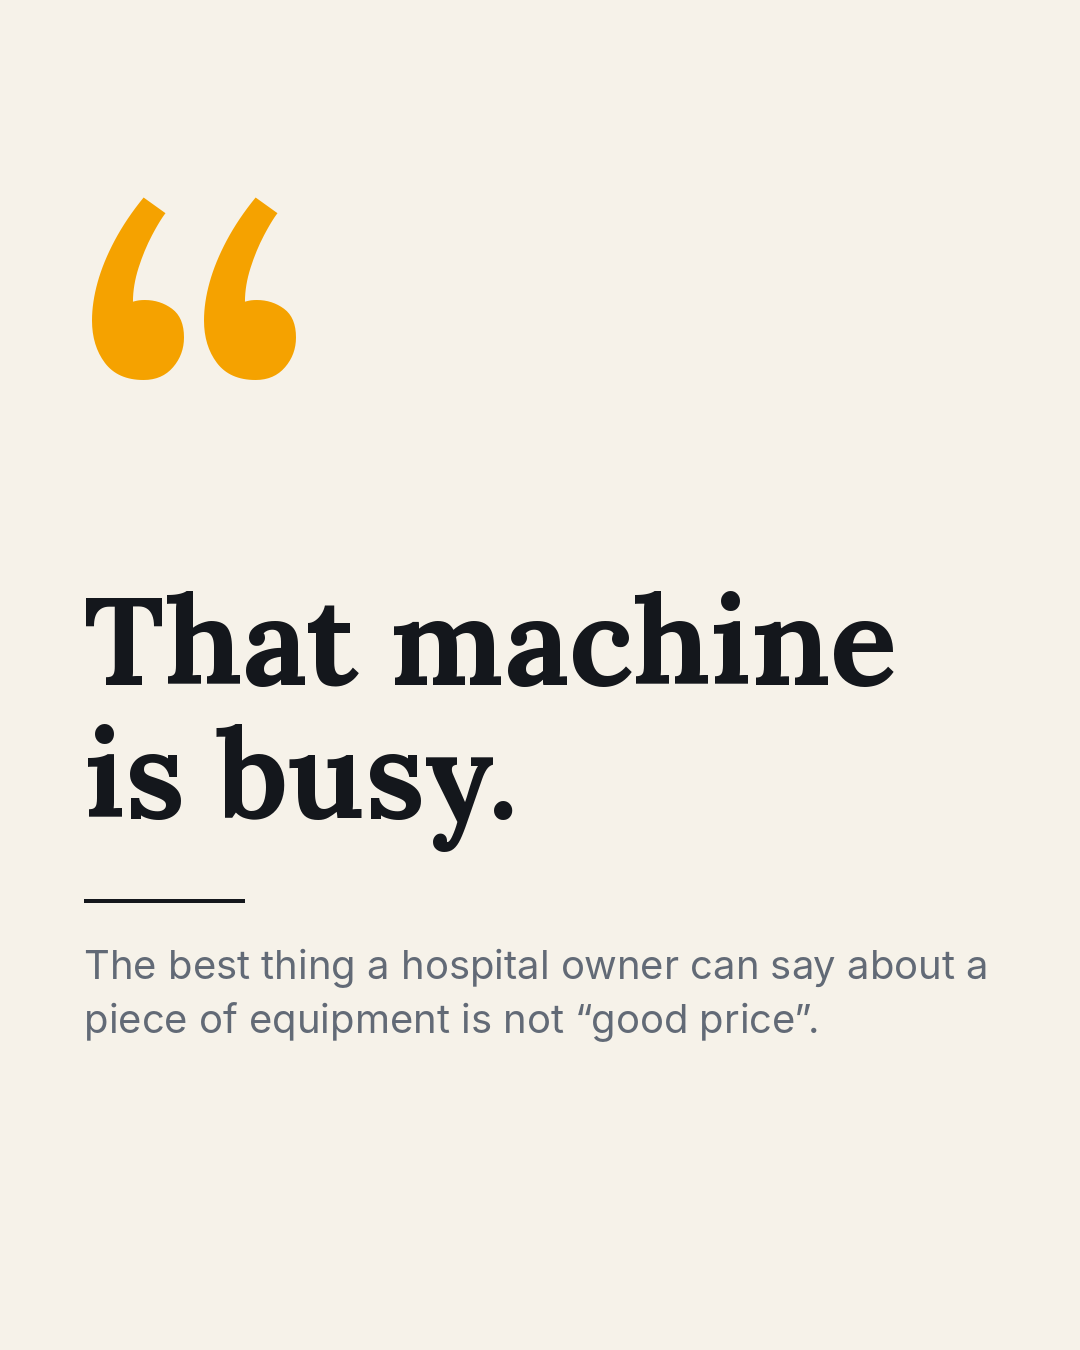 “
That machine
is busy.
The best thing a hospital owner can say about a
piece of equipment is not “good price”.